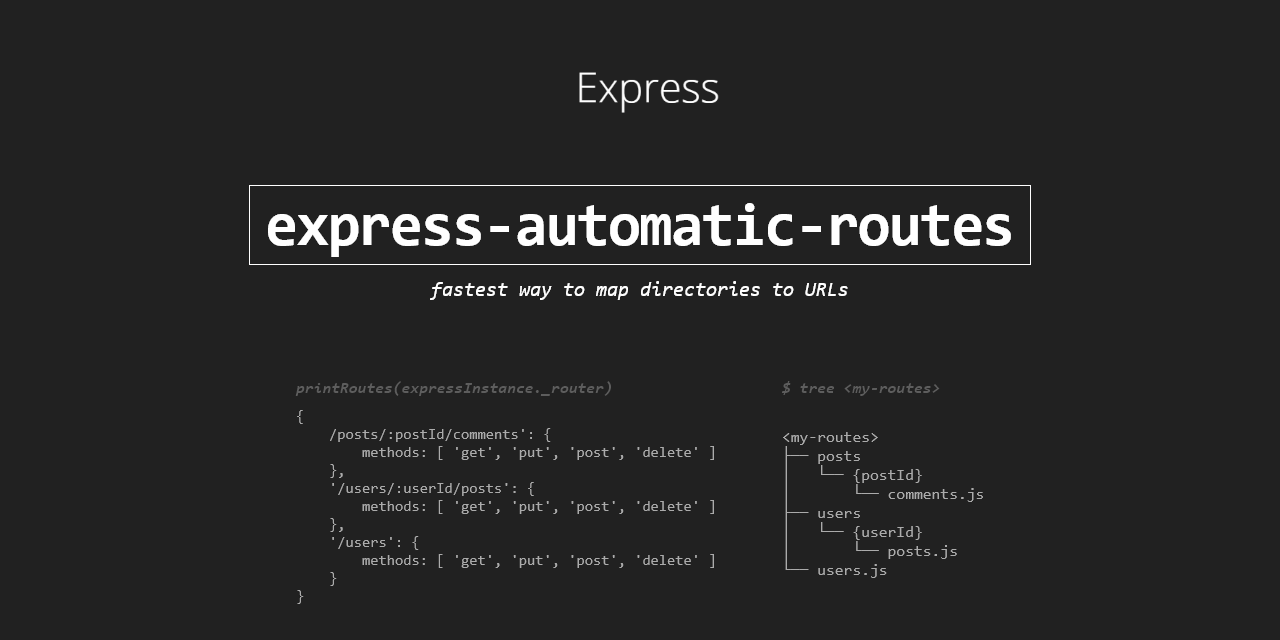 Express
express-automatic-routes
fastest way to map directories to URLs
printRoutes(expressInstance._router)
{
    /posts/:postId/comments': {
        methods: [ 'get', 'put', 'post', 'delete' ]
    },
    '/users/:userId/posts': {
        methods: [ 'get', 'put', 'post', 'delete' ]
    },
    '/users': {
        methods: [ 'get', 'put', 'post', 'delete' ]
    }
}
$ tree <my-routes>
<my-routes>
├── posts
│   └── {postId}
│       └── comments.js
├── users
│   └── {userId}
│       └── posts.js
└── users.js